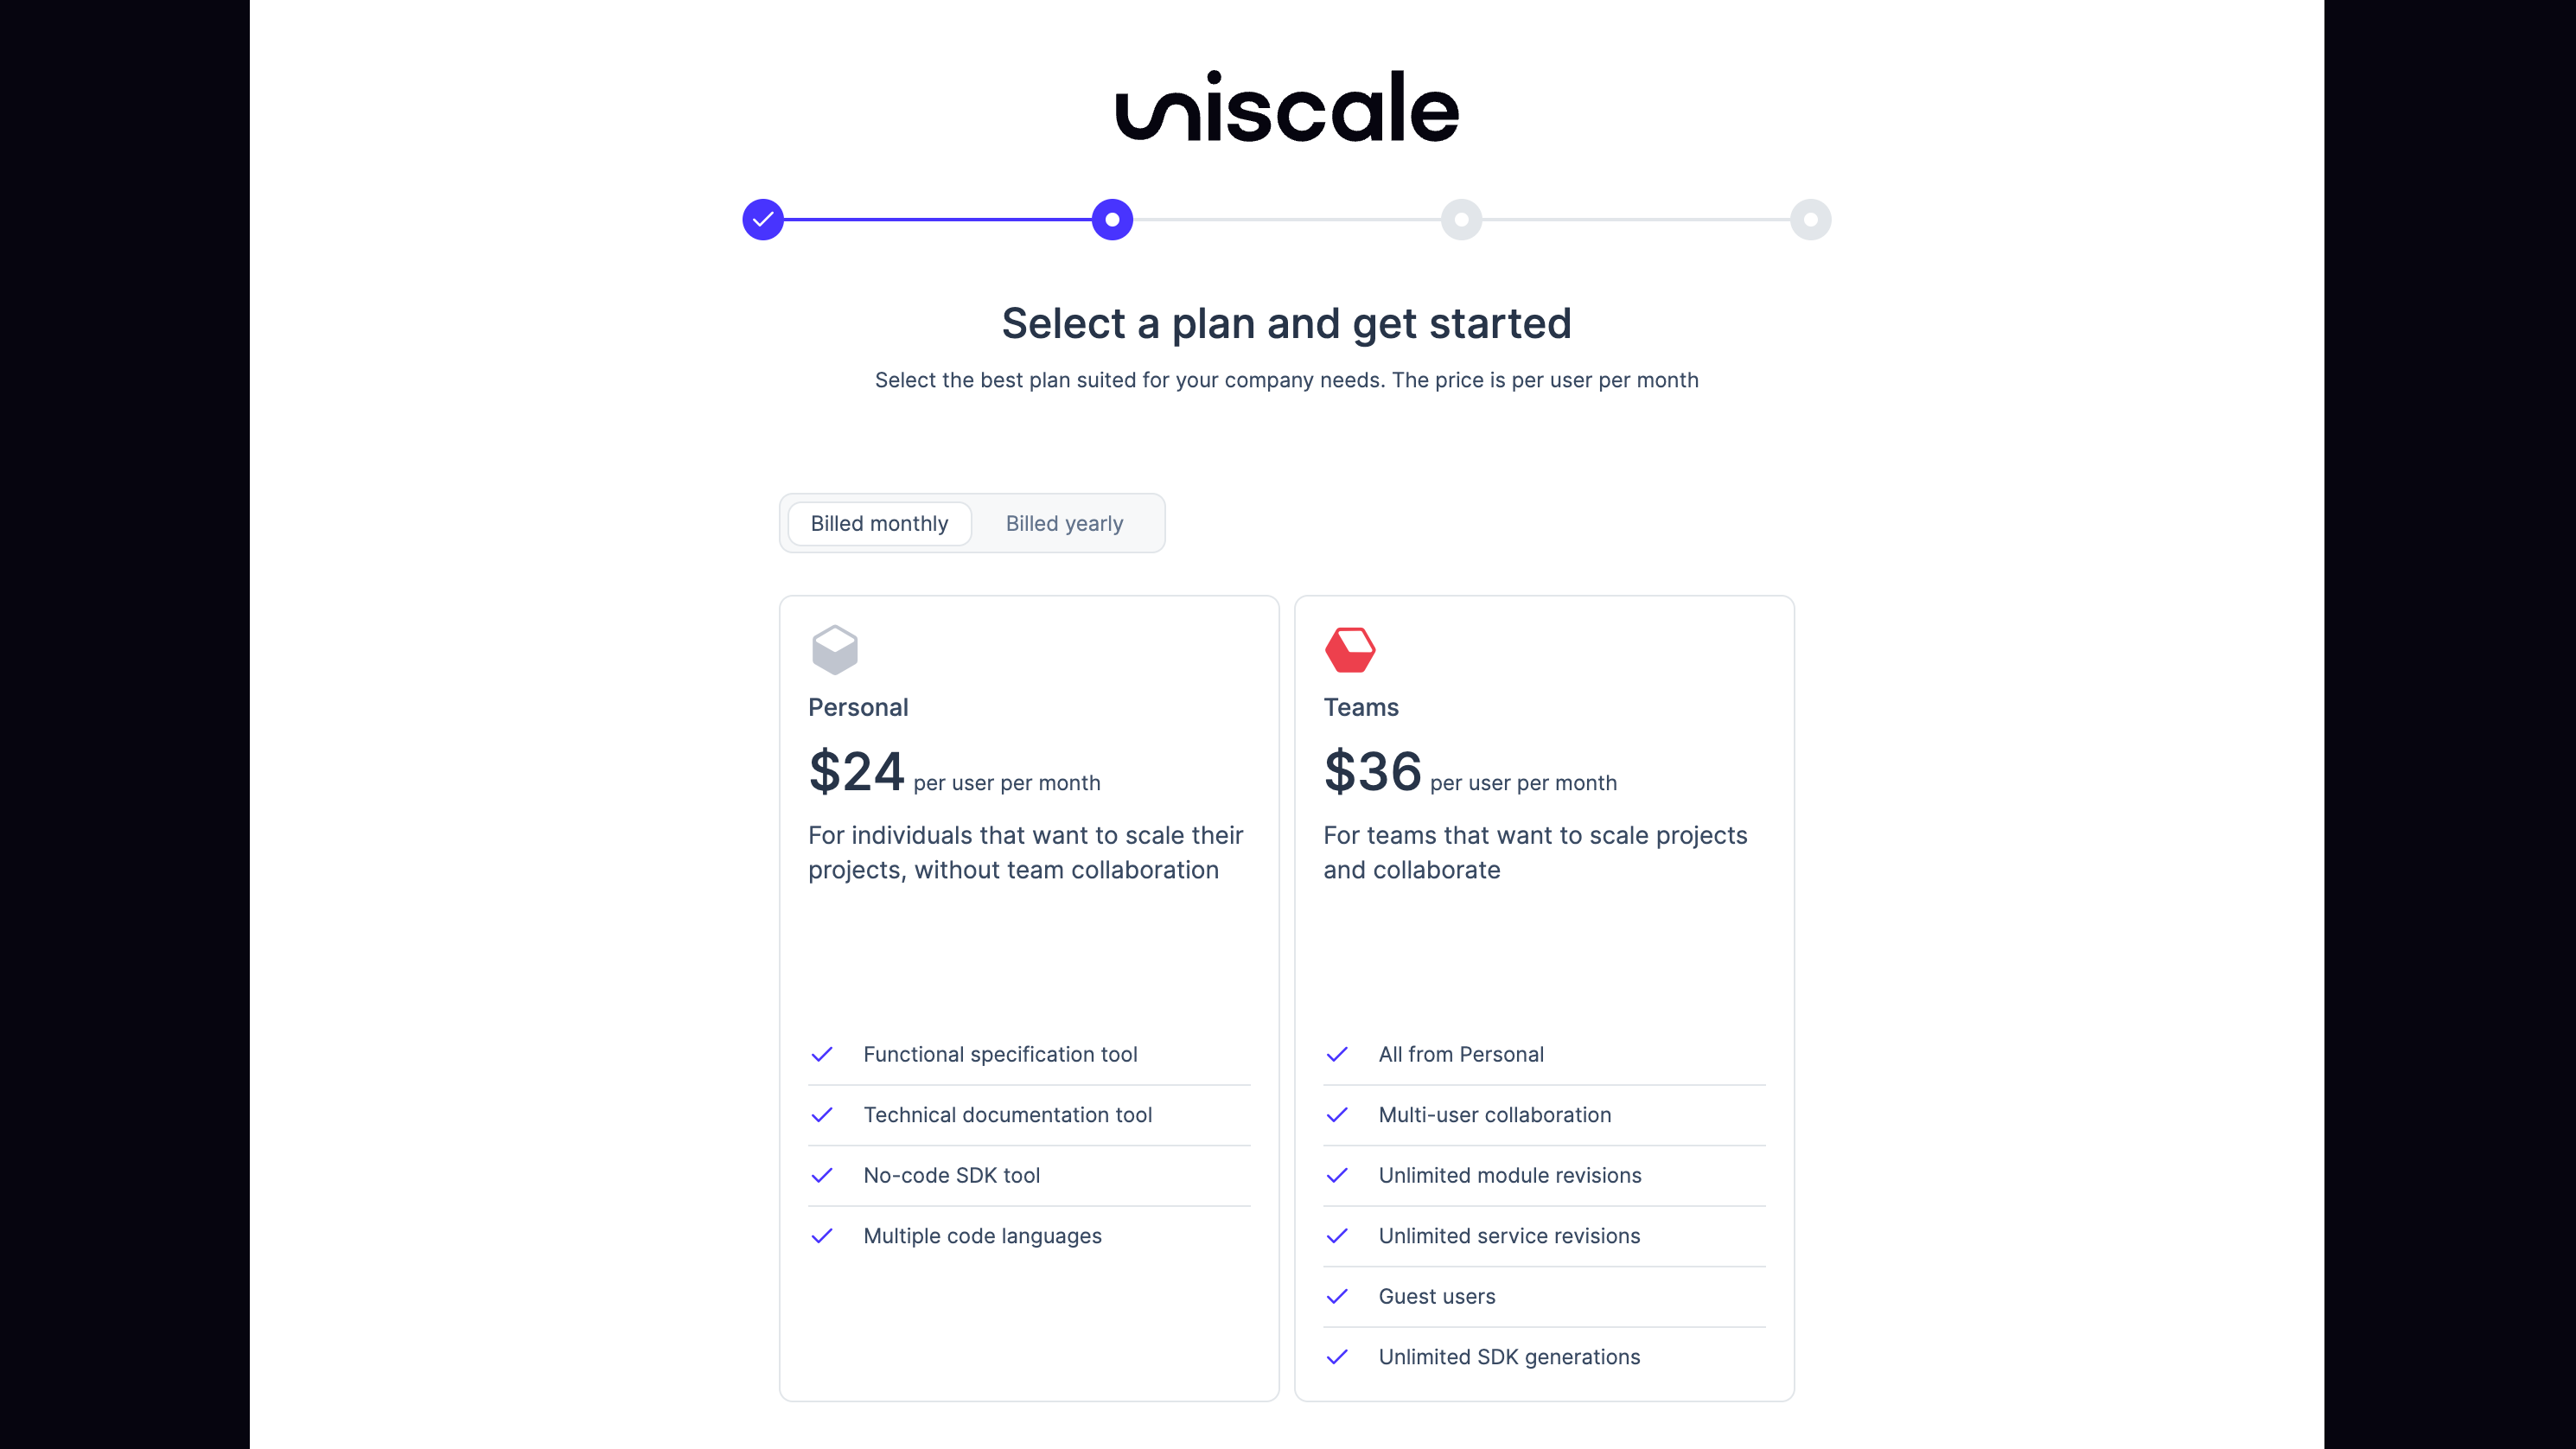 uniscale
Select a plan and get started
Select the best plan suited for your company needs. The price is per user per month
Billed monthly
Billed yearly
Personal
$24 per user per month
For individuals that want to scale their
projects, without team collaboration
Functional specification tool
Technical documentation tool
No-code SDK tool
Multiple code languages
Teams
$36 per user per month
For teams that want to scale projects
and collaborate
All from Personal
Multi-user collaboration
Unlimited module revisions
Unlimited service revisions
Guest users
Unlimited SDK generations